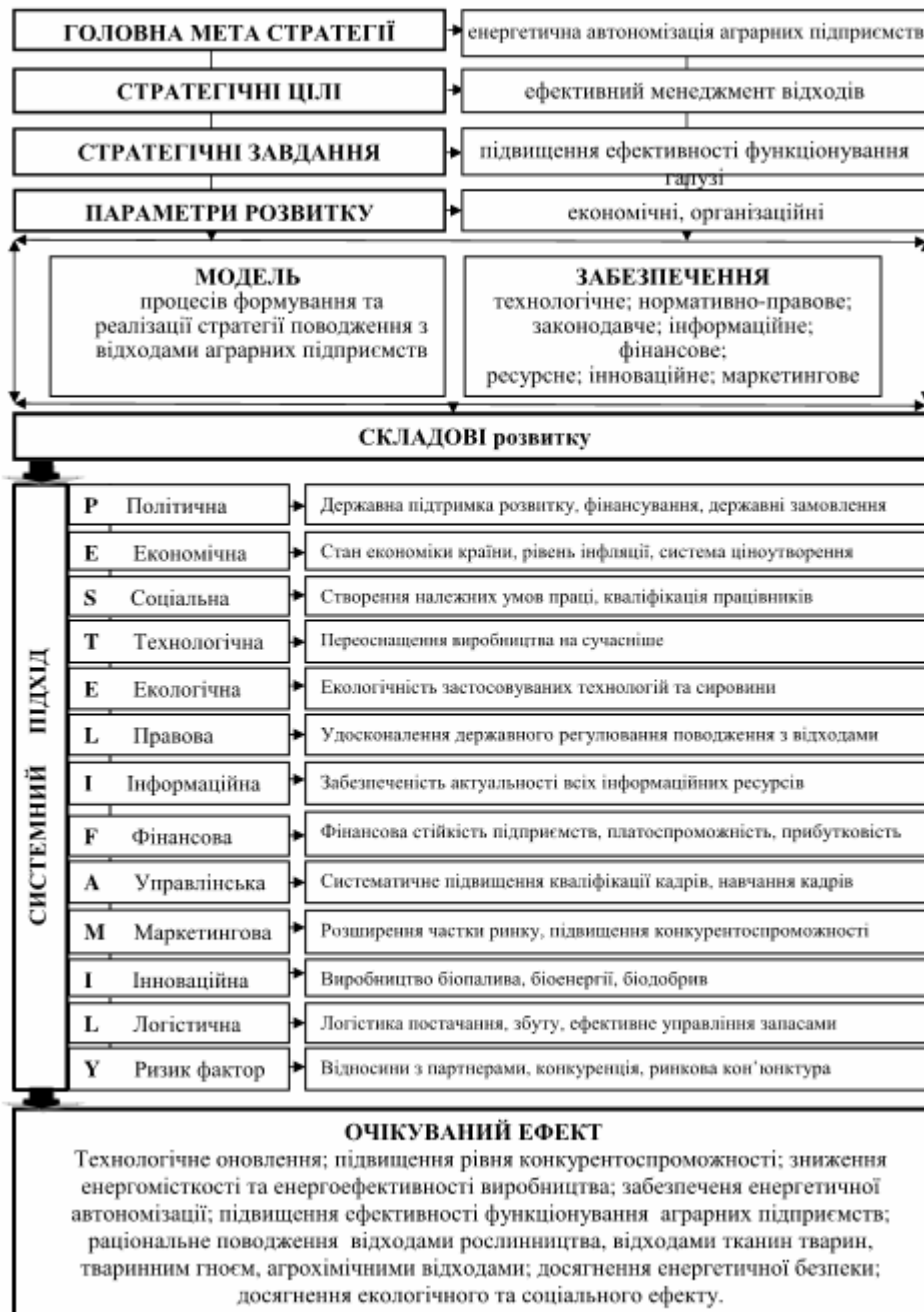 ГОЛОВНА МЕТА СТРАТЕГІЇ
енергетична автономізація аграрних підприємств
СТРАТЕГІЧНІ ЦІЛІ
ефективний менеджмент відходів
СТРАТЕГІЧНІ ЗАВДАННЯ
підвищення ефективності функціонування
галузі
ПАРАМЕТРИ РОЗВИТКУ
економічні, організаційні
МОДЕЛЬ
процесів формування та
реалізації стратегії поводження з
відходами аграрних підприємств
ЗАБЕЗПЕЧЕННЯ
технологічне; нормативно-правове;
законодавче; інформаційне;
фінансове;
ресурсне; інноваційне; маркетингове
СКЛАДОВІ розвитку
СИСТЕМНИЙ ПІДХІД
P Політична
Державна підтримка розвитку, фінансування, державні замовлення
E Економічна
Стан економіки країни, рівень інфляції, система ціноутворення
S Соціальна
Створення належних умов праці, кваліфікація працівників
T Технологічна
Переоснащення виробництва на сучасніше
E Екологічна
Екологічність застосовуваних технологій та сировини
L Правова
Удосконалення державного регулювання поводження з відходами
I Інформаційна
Забезпеченість актуальності всіх інформаційних ресурсів
F Фінансова
Фінансова стійкість підприємств, платоспроможність, прибутковість
A Управлінська
Систематичне підвищення кваліфікації кадрів, навчання кадрів
M Маркетингова
Розширення частки ринку, підвищення конкурентоспроможності
I Інноваційна
Виробництво біопалива, біоенергії, біодобрив
L Логістична
Логістика постачання, збуту, ефективне управління запасами
Y Ризик фактор
Відносини з партнерами, конкуренція, ринкова кон’юнктура
ОЧІКУВАНИЙ ЕФЕКТ
Технологічне оновлення; підвищення рівня конкурентоспроможності; зниження
енергомісткості та енергоефективності виробництва; забезпеченя енергетичної
автономізації; підвищення ефективності функціонування аграрних підприємств;
раціональне поводження відходами рослинництва, відходами тканин тварин,
тваринним гноєм, агрохімічними відходами; досягнення енергетичної безпеки;
досягнення екологічного та соціального ефекту.